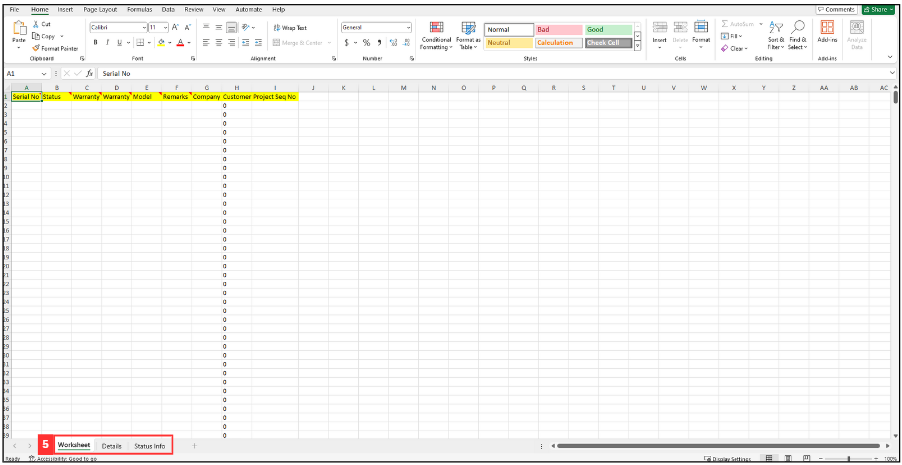 File Home Insert Page Layout Formulas Data Review View Automate Help Comments Share
Cut
Copy
Format Painter
Paste
Clipboard
Calibri 11 A A
B I U A
Font
Wrap Text
Merge & Center
Alignment
General
$ % 9
Number
Conditional Formatting
Format as Table
Normal Bad Good
Neutral Calculation Check Cell
Styles
Insert Delete Format
Cells
AutoSum
Fill
Clear
Sort & Filter
Find & Select
Editing
Add-ins
Add-ins
Analyze Data
A1 fx Serial No
A B C D E F G H I J K L M N O P Q R S T U V W X Y Z AA AB AC
1 Serial No Status Warranty Warranty Model Remarks Company Customer Project Seq No
2 0
3 0
4 0
5 0
6 0
7 0
8 0
9 0
10 0
11 0
12 0
13 0
14 0
15 0
16 0
17 0
18 0
19 0
20 0
21 0
22 0
23 0
24 0
25 0
26 0
27 0
28 0
29 0
30 0
31 0
32 0
33 0
34 0
35 0
36 0
37 0
38 0
39 0
5 Worksheet Details Status Info
Ready Accessibility: Good to go Display Settings 100%